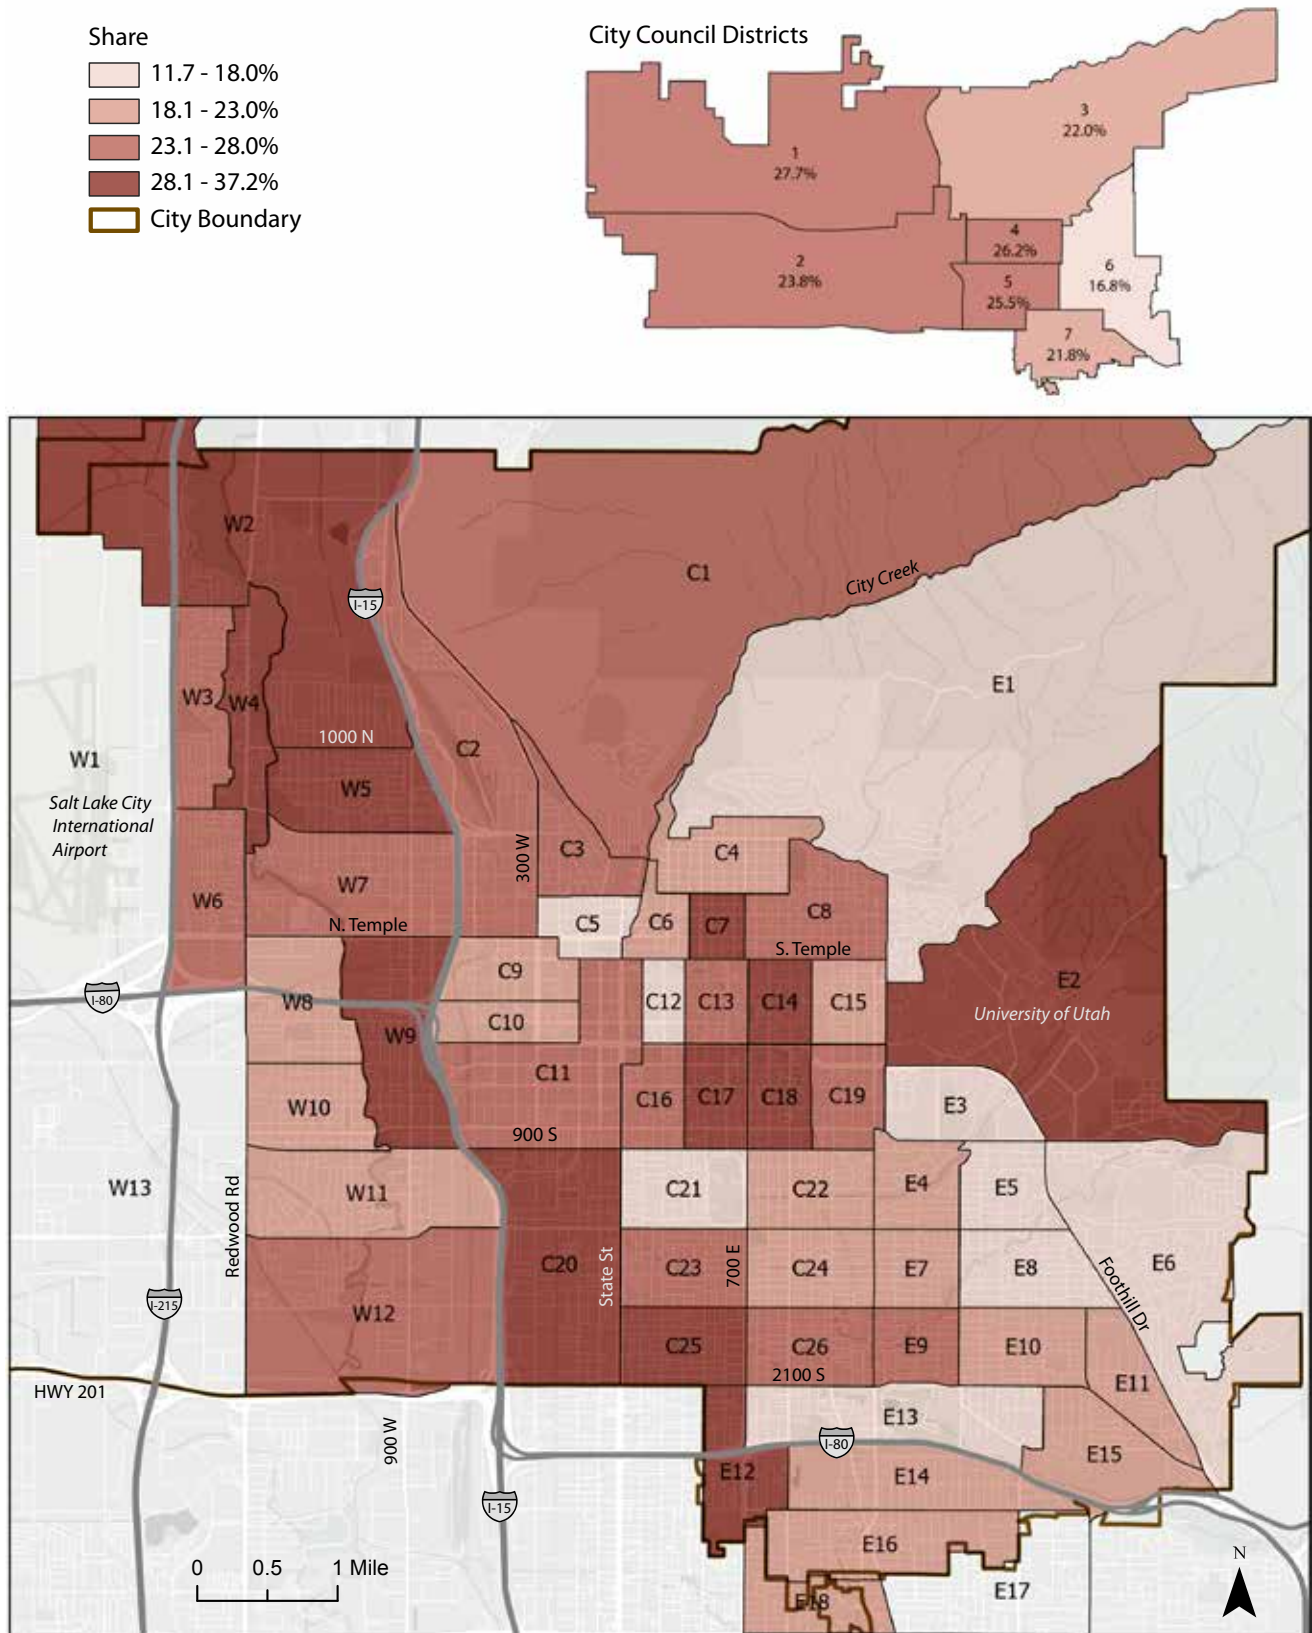 Share
11.7 - 18.0%
18.1 - 23.0%
23.1 - 28.0%
28.1 - 37.2%
City Boundary
City Council Districts
1
27.7%
2
23.8%
3
22.0%
4
26.2%
5
25.5%
6
16.8%
7
21.8%
W2
C1
City Creek
I-15
E1
W3
W4
1000 N
C2
W1
Salt Lake City
International
Airport
W5
300 W
C3
C4
W7
W6
N. Temple
C5
C6
C7
C8
S. Temple
C9
E2
University of Utah
I-80
W8
C12
C13
C14
C15
C10
W9
C11
W10
C16
C17
C18
C19
E3
900 S
W13
Redwood Rd
W11
C21
C22
E4
E5
C20
State St
C23
700 E
C24
E7
E8
Foothill Dr
E6
I-215
W12
C25
C26
E9
E10
2100 S
E11
HWY 201
900 W
E13
I-80
E12
E14
E15
I-15
E16
E17
E18
0
0.5
1 Mile
N